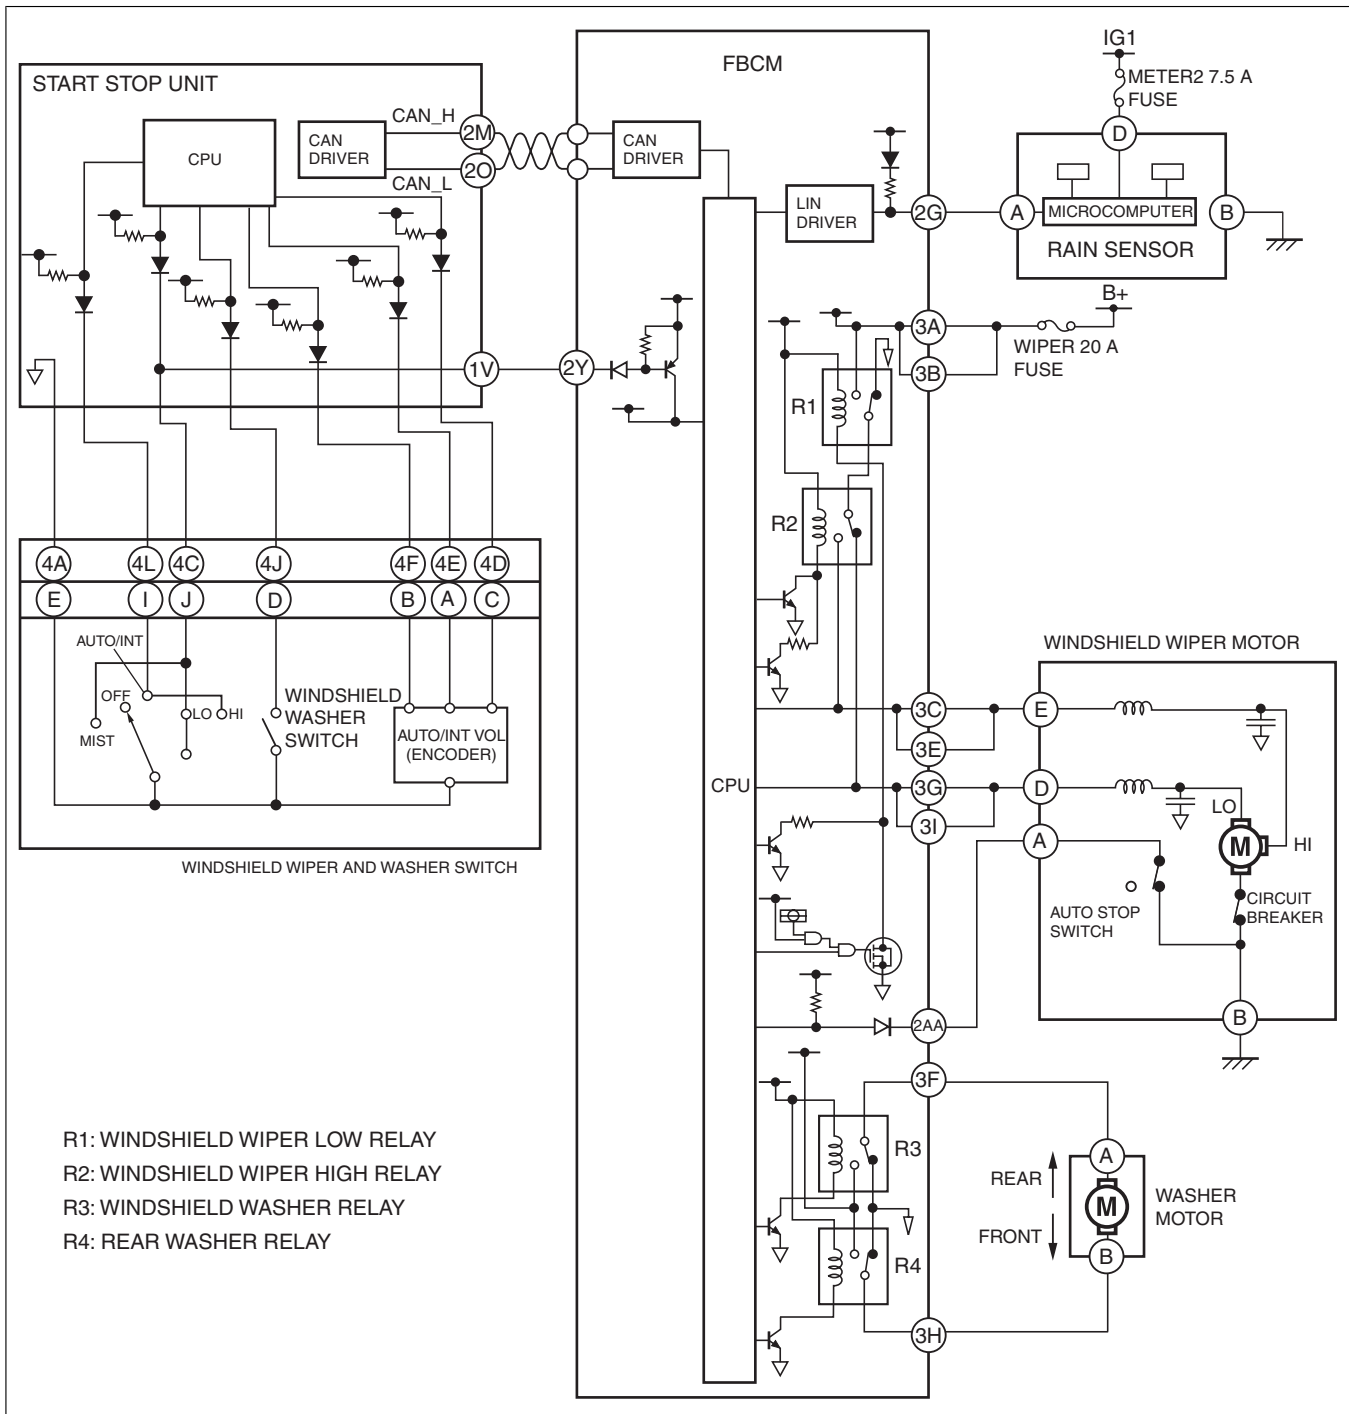 START STOP UNIT
CPU
CAN
DRIVER
CAN_H
CAN_L
2M
2O
1V
FBCM
CAN
DRIVER
LIN
DRIVER
2G
2Y
IG1
METER2 7.5 A
FUSE
D
A
MICROCOMPUTER
B
RAIN SENSOR
B+
3A
3B
WIPER 20 A
FUSE
R1
R2
4A
4L
4C
4J
4F
4E
4D
E
I
J
D
B
A
C
AUTO/INT
OFF
MIST
LO
HI
WINDSHIELD
WASHER
SWITCH
AUTO/INT VOL
(ENCODER)
WINDSHIELD WIPER AND WASHER SWITCH
CPU
3C
3E
3G
3I
2AA
3F
3H
R3
R4
WINDSHIELD WIPER MOTOR
E
D
A
LO
M
HI
AUTO STOP
SWITCH
CIRCUIT
BREAKER
B
A
REAR
M
FRONT
B
WASHER
MOTOR
R1: WINDSHIELD WIPER LOW RELAY
R2: WINDSHIELD WIPER HIGH RELAY
R3: WINDSHIELD WASHER RELAY
R4: REAR WASHER RELAY